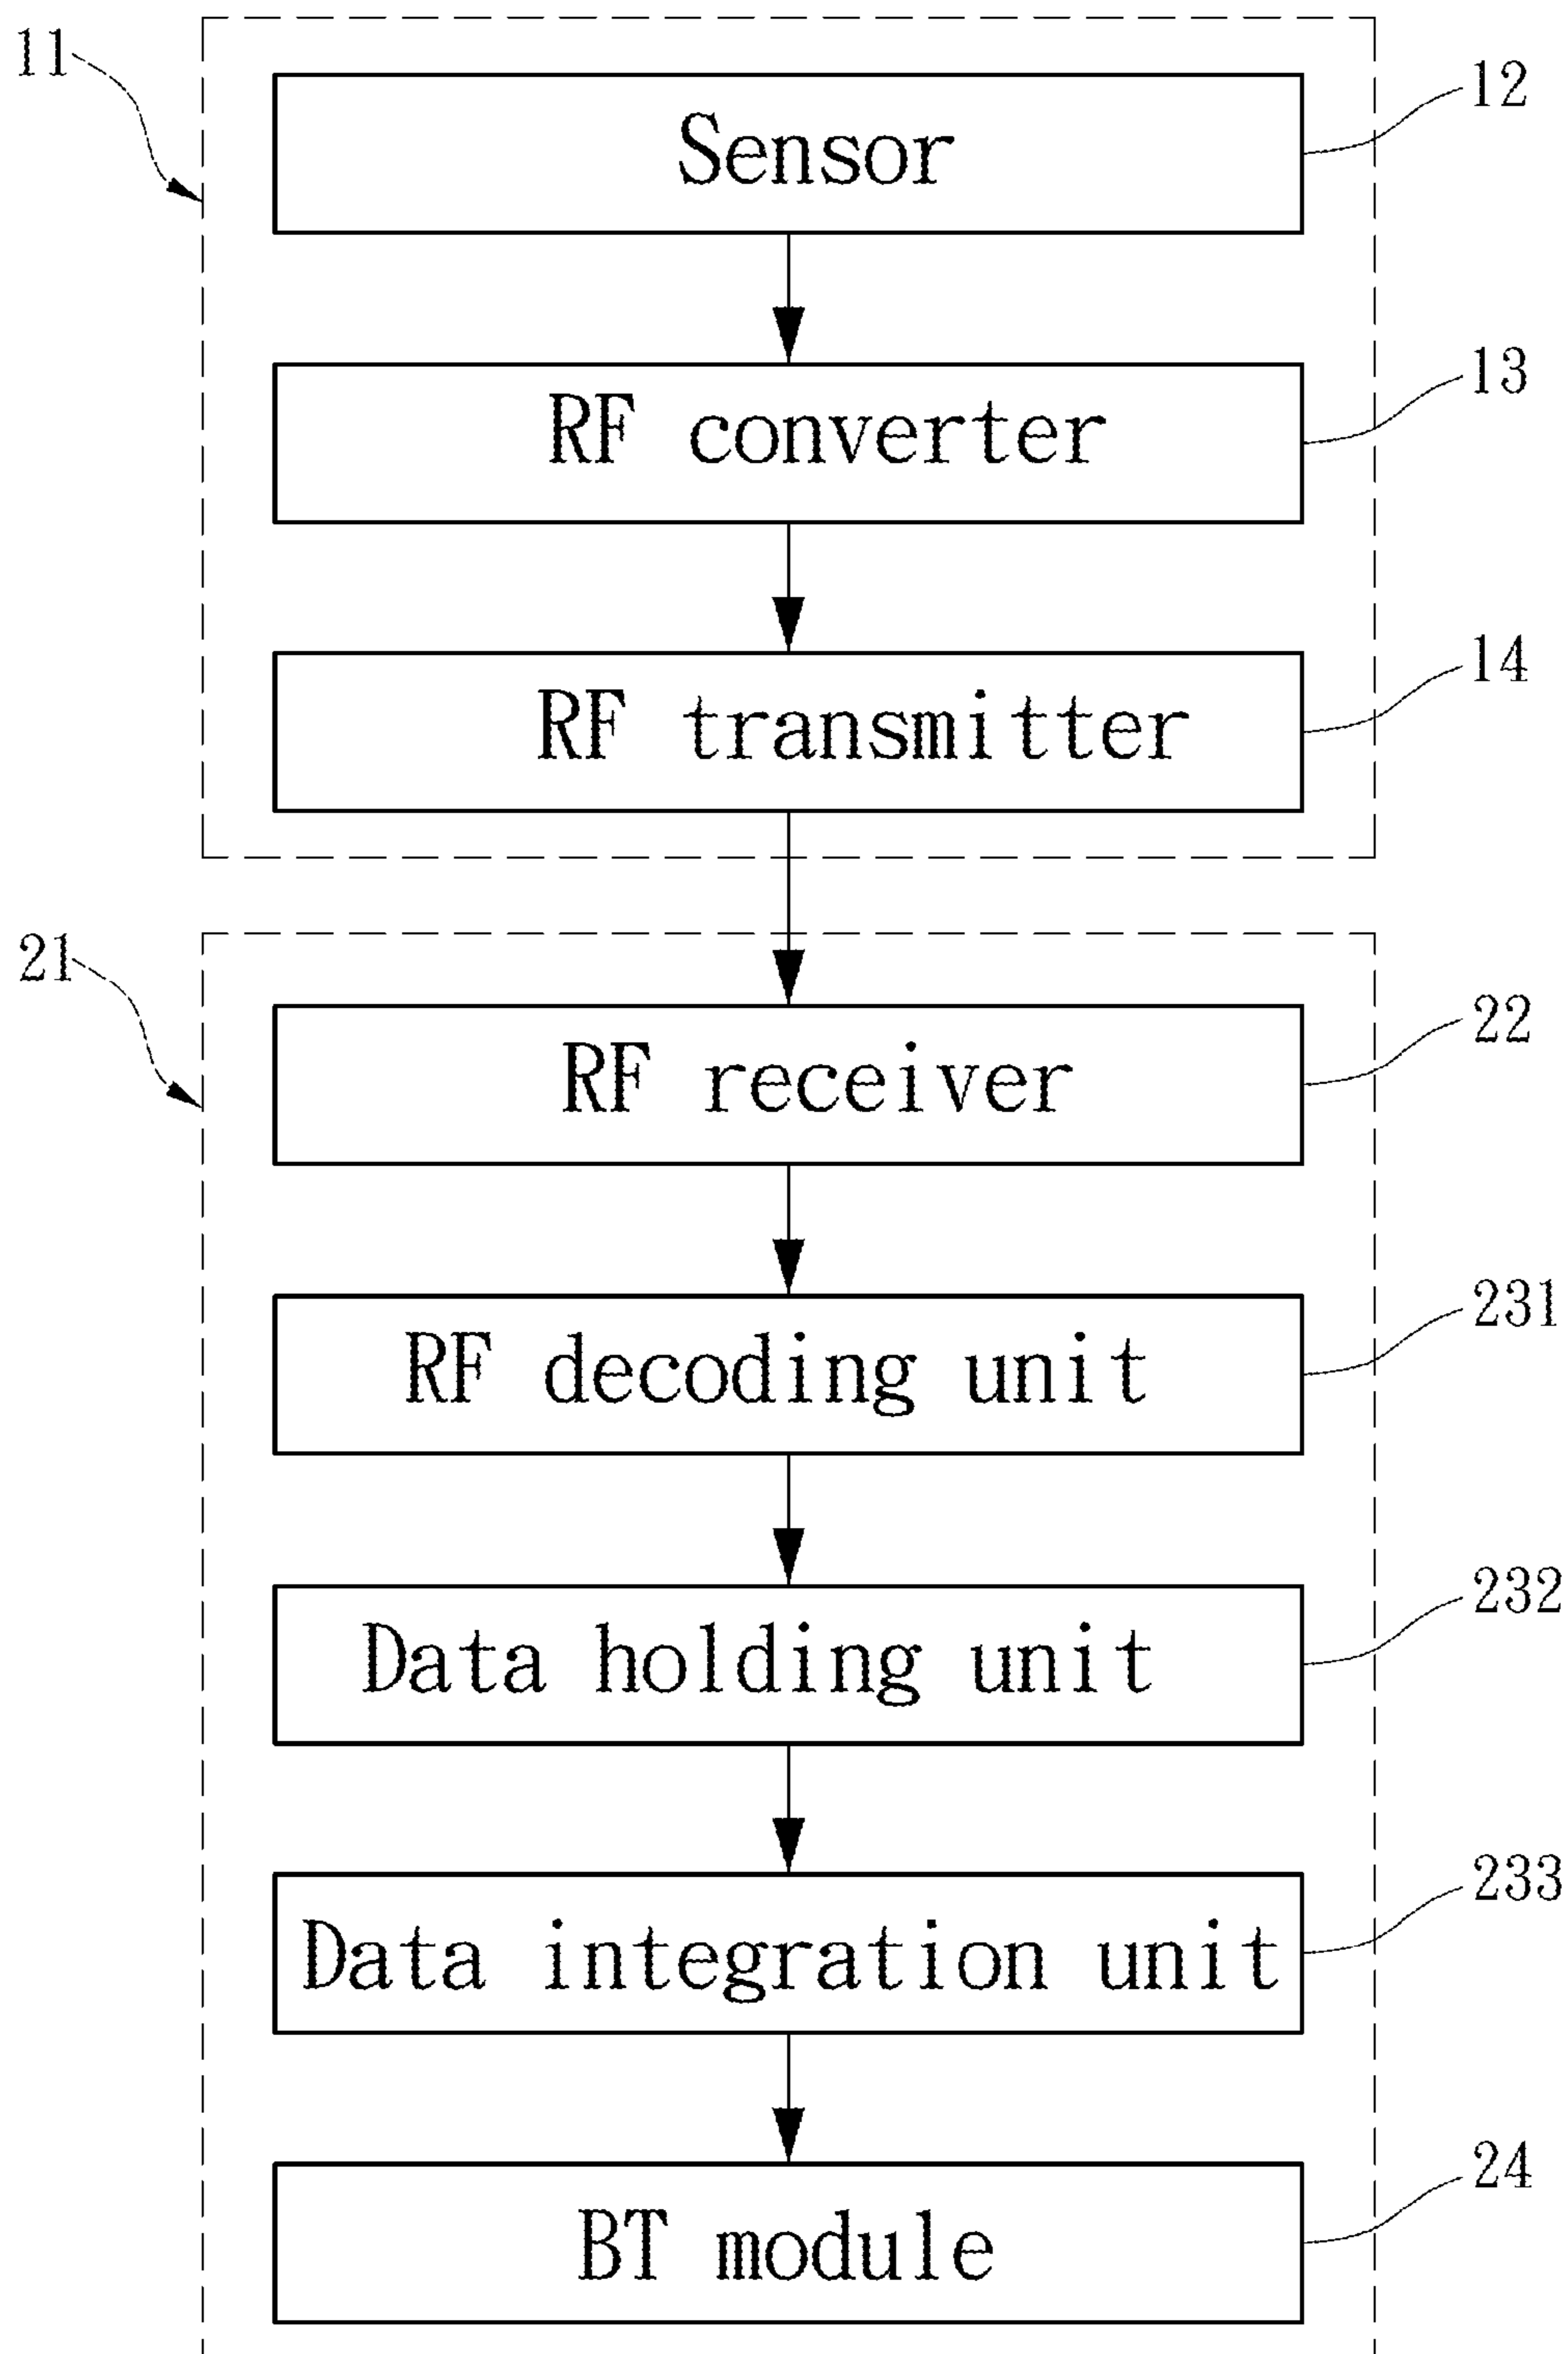 11
Sensor
12
RF converter
13
RF transmitter
14
21
RF receiver
22
RF decoding unit
231
Data holding unit
232
Data integration unit
233
BT module
24